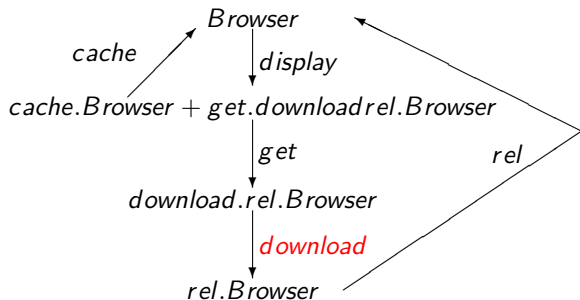 Browser
cache
display
cache.Browser + get.downloadrel.Browser
get
rel
download.rel.Browser
download
rel.Browser